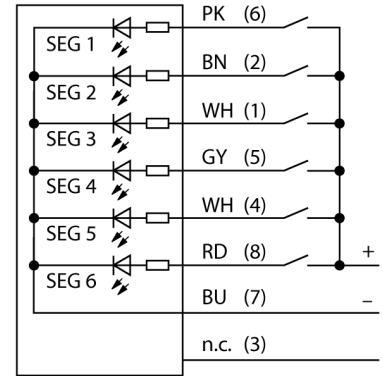 PK (6)
SEG 1
BN (2)
SEG 2
WH (1)
SEG 3
GY (5)
SEG 4
WH (4)
SEG 5
RD (8)
+
SEG 6
BU (7)
–
n.c. (3)